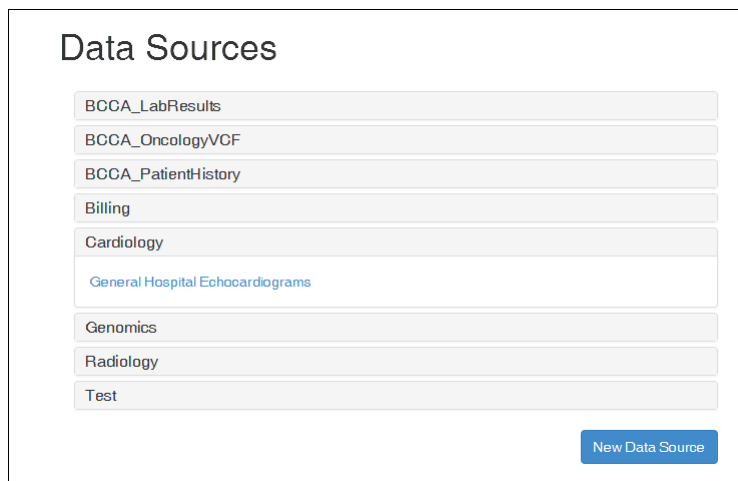 Data Sources
BCCA_LabResults
BCCA_OncologyVCF
BCCA_PatientHistory
Billing
Cardiology
General Hospital Echocardiograms
Genomics
Radiology
Test
New Data Source